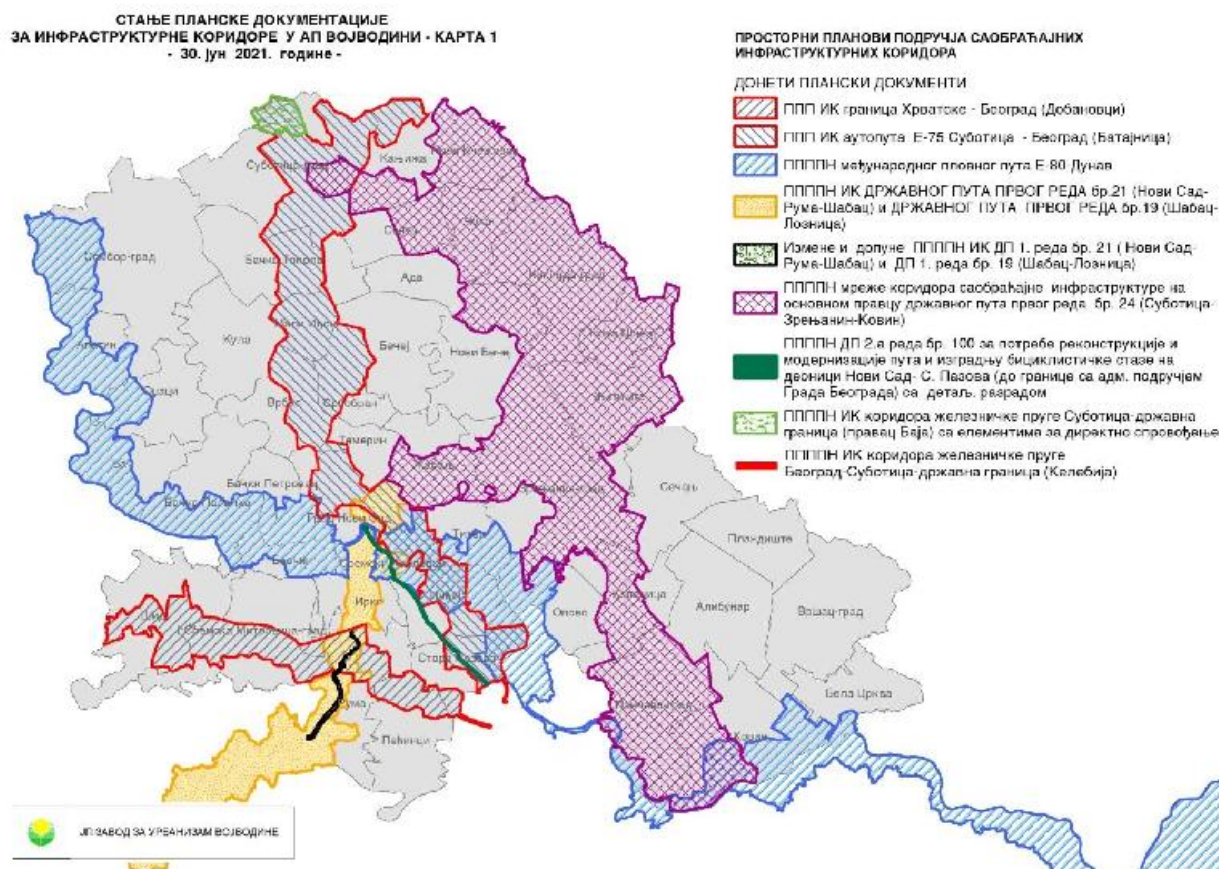 СТАЊЕ ПЛАНСКЕ ДОКУМЕНТАЦИЈЕ
ЗА ИНФРАСТРУКТУРНЕ КОРИДОРЕ У АП ВОЈВОДИНИ - КАРТА 1
- 30. јун 2021. године -
ПРОСТОРНИ ПЛАНОВИ ПОДРУЧЈА САОБРАЋАЈНИХ
ИНФРАСТРУКТУРНИХ КОРИДОРА
ДОНЕТИ ПЛАНСКИ ДОКУМЕНТИ
ППП ИК граница Хрватске - Београд (Добановци)
ППП ИК аутопута Е-75 Суботица - Београд (Батајница)
ППППН међународног пловног пута Е-80-Дунав
ППППН ИК ДРЖАВНОГ ПУТА ПРВОГ РЕДА бр.21 (Нови Сад-
Рума-Шабац) и ДРЖАВНОГ ПУТА ПРВОГ РЕДА бр.19 (Шабац-
Лозница)
Измене и допуне ППППН ИК ДП 1. реда бр. 21 ( Нови Сад-
Рума-Шабац) и ДП 1. реда бр. 19 (Шабац-Лозница)
ППППН мреже коридора саобраћајне инфраструктуре на
основном правцу државног пута првог реда бр. 24 (Суботица-
Зрењанин-Ковин)
ППППН ДП 2.а реда бр. 100 за потребе реконструкције и
модернизације пута и изградњу бициклистичке стазе на
деоници Нови Сад- С. Пазова (до границе са адм. подручјем
Града Београда) са детаљ. разрадом
ППППН ИК коридора железничке пруге Суботица-државна
граница (правац Баја) са елементима за директно спровођење
ППППН ИК коридора железничке пруге
Београд-Суботица-државна граница (Келебија)
Кањижа
Суботица-град
Сомбор-град
Бачка Топола
Ада
Кула
Бечеј
Нови Бечеј
Врбас
Србобран
Темерин
Бачки Петровац
Сечањ
Пландиште
Алибунар
Вршац-град
Опово
Ириг
Рума
Пећинци
Ковин
Бела Црква
ЈП ЗАВОД ЗА УРБАНИЗАМ ВОЈВОДИНЕ